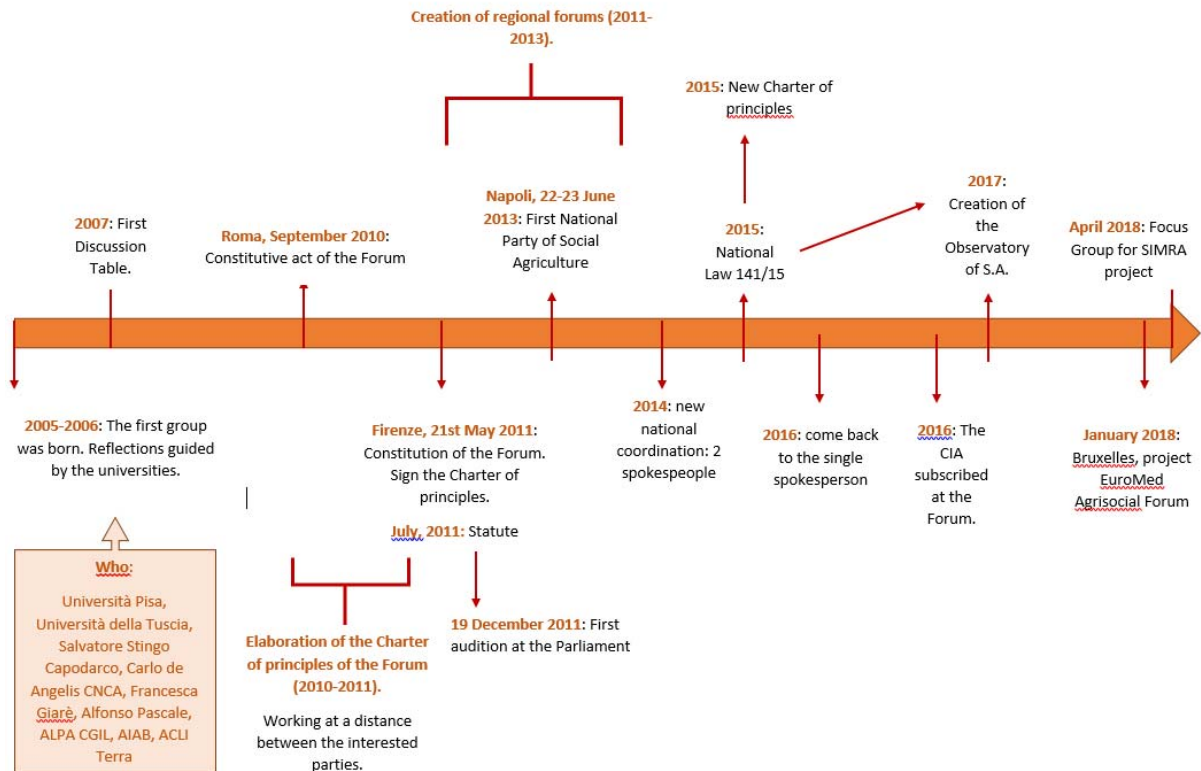 Creation of regional forums (2011-
2013).
2015: New Charter of
principles
2007: First
Discussion
Table.
Roma, September 2010:
Constitutive act of the Forum
Napoli, 22-23 June
2013: First National
Party of Social
Agriculture
2015:
National
Law 141/15
2017:
Creation of
the
Observatory
of S.A.
April 2018: Focus
Group for SIMRA
project
2005-2006: The first group
was born. Reflections guided
by the universities.
Firenze, 21st May 2011:
Constitution of the Forum.
Sign the Charter of
principles.
July, 2011: Statute
2014: new
national
coordination: 2
spokespeople
2016: come back
to the single
spokesperson
2016: The
CIA
subscribed
at the
Forum.
January 2018:
Bruxelles, project
EuroMed
Agrisocial Forum
Who:
Università Pisa,
Università della Tuscia,
Salvatore Stingo
Capodarco, Carlo de
Angelis CNCA, Francesca
Giarè, Alfonso Pascale,
ALPA CGIL, AIAB, ACLI
Terra
Elaboration of the Charter
of principles of the Forum
(2010-2011).
Working at a distance
between the interested
parties.
19 December 2011: First
audition at the Parliament